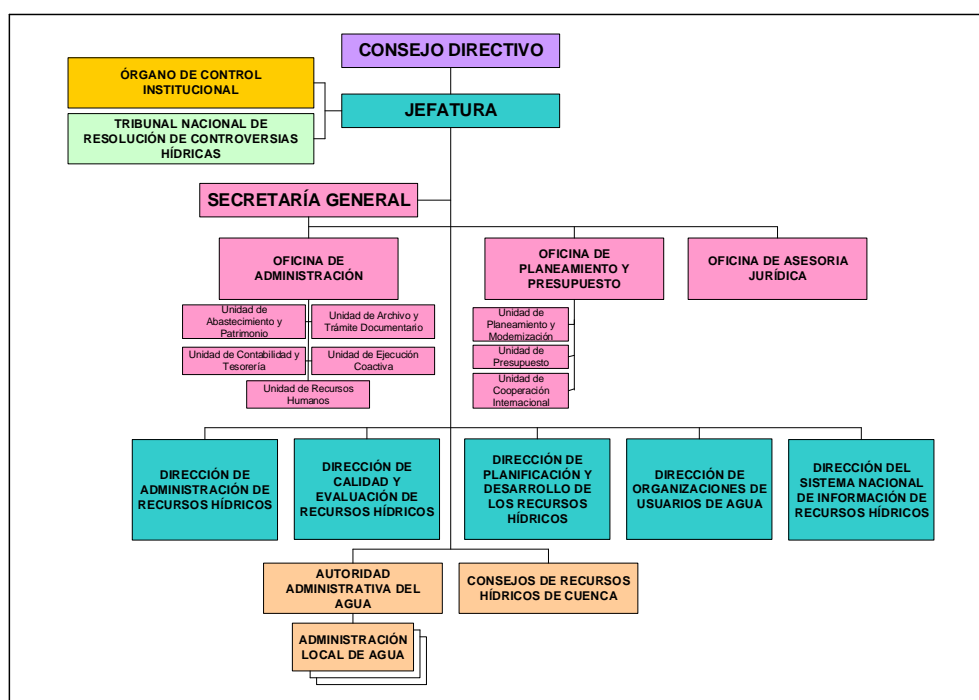 CONSEJO DIRECTIVO
ÓRGANO DE CONTROL
INSTITUCIONAL
JEFATURA
TRIBUNAL NACIONAL DE
RESOLUCIÓN DE CONTROVERSIAS
HÍDRICAS
SECRETARÍA GENERAL
OFICINA DE
ADMINISTRACIÓN
OFICINA DE
PLANEAMIENTO Y
PRESUPUESTO
OFICINA DE ASESORIA
JURÍDICA
Unidad de
Abastecimiento y
Patrimonio
Unidad de Archivo y
Trámite Documentario
Unidad de Contabilidad y
Tesorería
Unidad de Ejecución
Coactiva
Unidad de Recursos
Humanos
Unidad de
Planeamiento y
Modernización
Unidad de
Presupuesto
Unidad de
Cooperación
Internacional
DIRECCIÓN DE
ADMINISTRACIÓN DE
RECURSOS HÍDRICOS
DIRECCIÓN DE
CALIDAD Y
EVALUACIÓN DE
RECURSOS HÍDRICOS
DIRECCIÓN DE
PLANIFICACIÓN Y
DESARROLLO DE
LOS RECURSOS
HÍDRICOS
DIRECCIÓN DE
ORGANIZACIONES DE
USUARIOS DE AGUA
DIRECCIÓN DEL
SISTEMA NACIONAL
DE INFORMACIÓN DE
RECURSOS HÍDRICOS
AUTORIDAD
ADMINISTRATIVA DEL
AGUA
CONSEJOS DE RECURSOS
HÍDRICOS DE CUENCA
ADMINISTRACIÓN
LOCAL DE AGUA